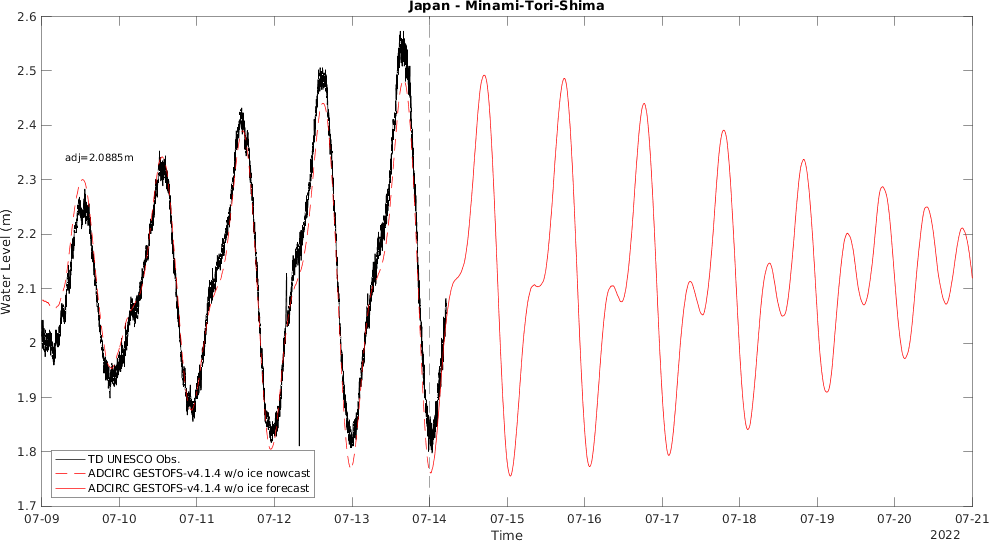 Japan - Minami-Tori-Shima
2.6
2.5
2.4
2.3
2.2
2.1
2
1.9
1.8
1.7
Water Level (m)
adj=2.0885m
TD UNESCO Obs.
ADCIRC GESTOFS-v4.1.4 w/o ice nowcast
ADCIRC GESTOFS-v4.1.4 w/o ice forecast
07-09 07-10 07-11 07-12 07-13 07-14 07-15 07-16 07-17 07-18 07-19 07-20 07-21
Time
2022